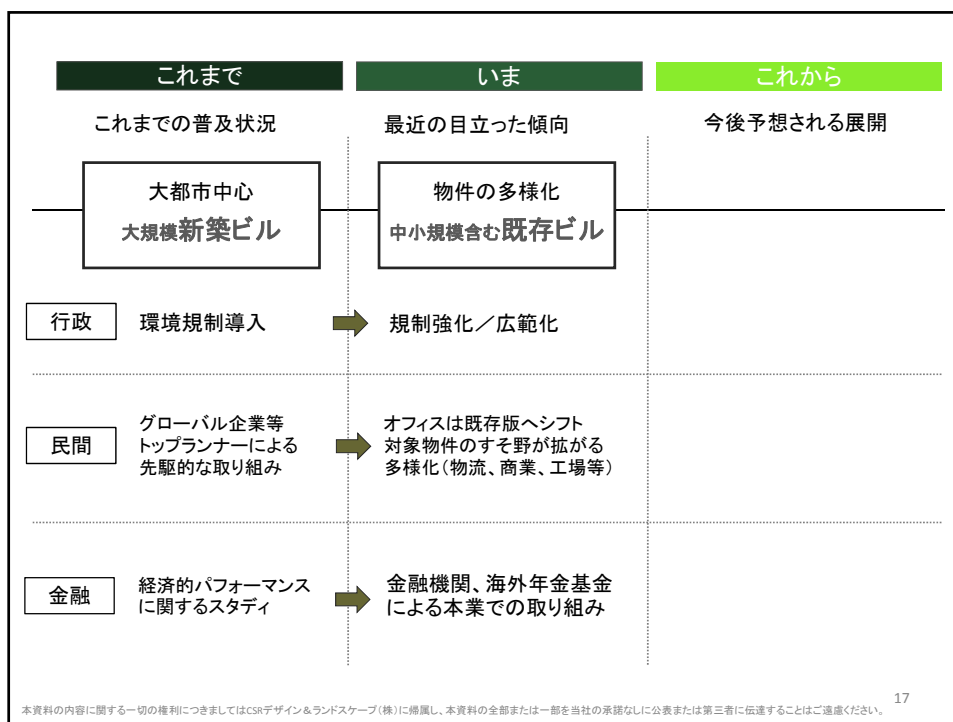 これまで
いま
これから
これまでの普及状況
最近の目立った傾向
今後予想される展開
大都市中心
大規模新築ビル
物件の多様化
中小規模含む既存ビル
行政
環境規制導入
規制強化／広範化
民間
グローバル企業等
トップランナーによる
先駆的な取り組み
オフィスは既存版へシフト
対象物件のすそ野が拡がる
多様化（物流、商業、工場等）
金融
経済的パフォーマンス
に関するスタディ
金融機関、海外年金基金
による本業での取り組み
本資料の内容に関する一切の権利につきましてはCSRデザイン＆ランドスケープ（株）に帰属し、本資料の全部または一部を当社の承諾なしに公表または第三者に伝達することはご遠慮ください。
17